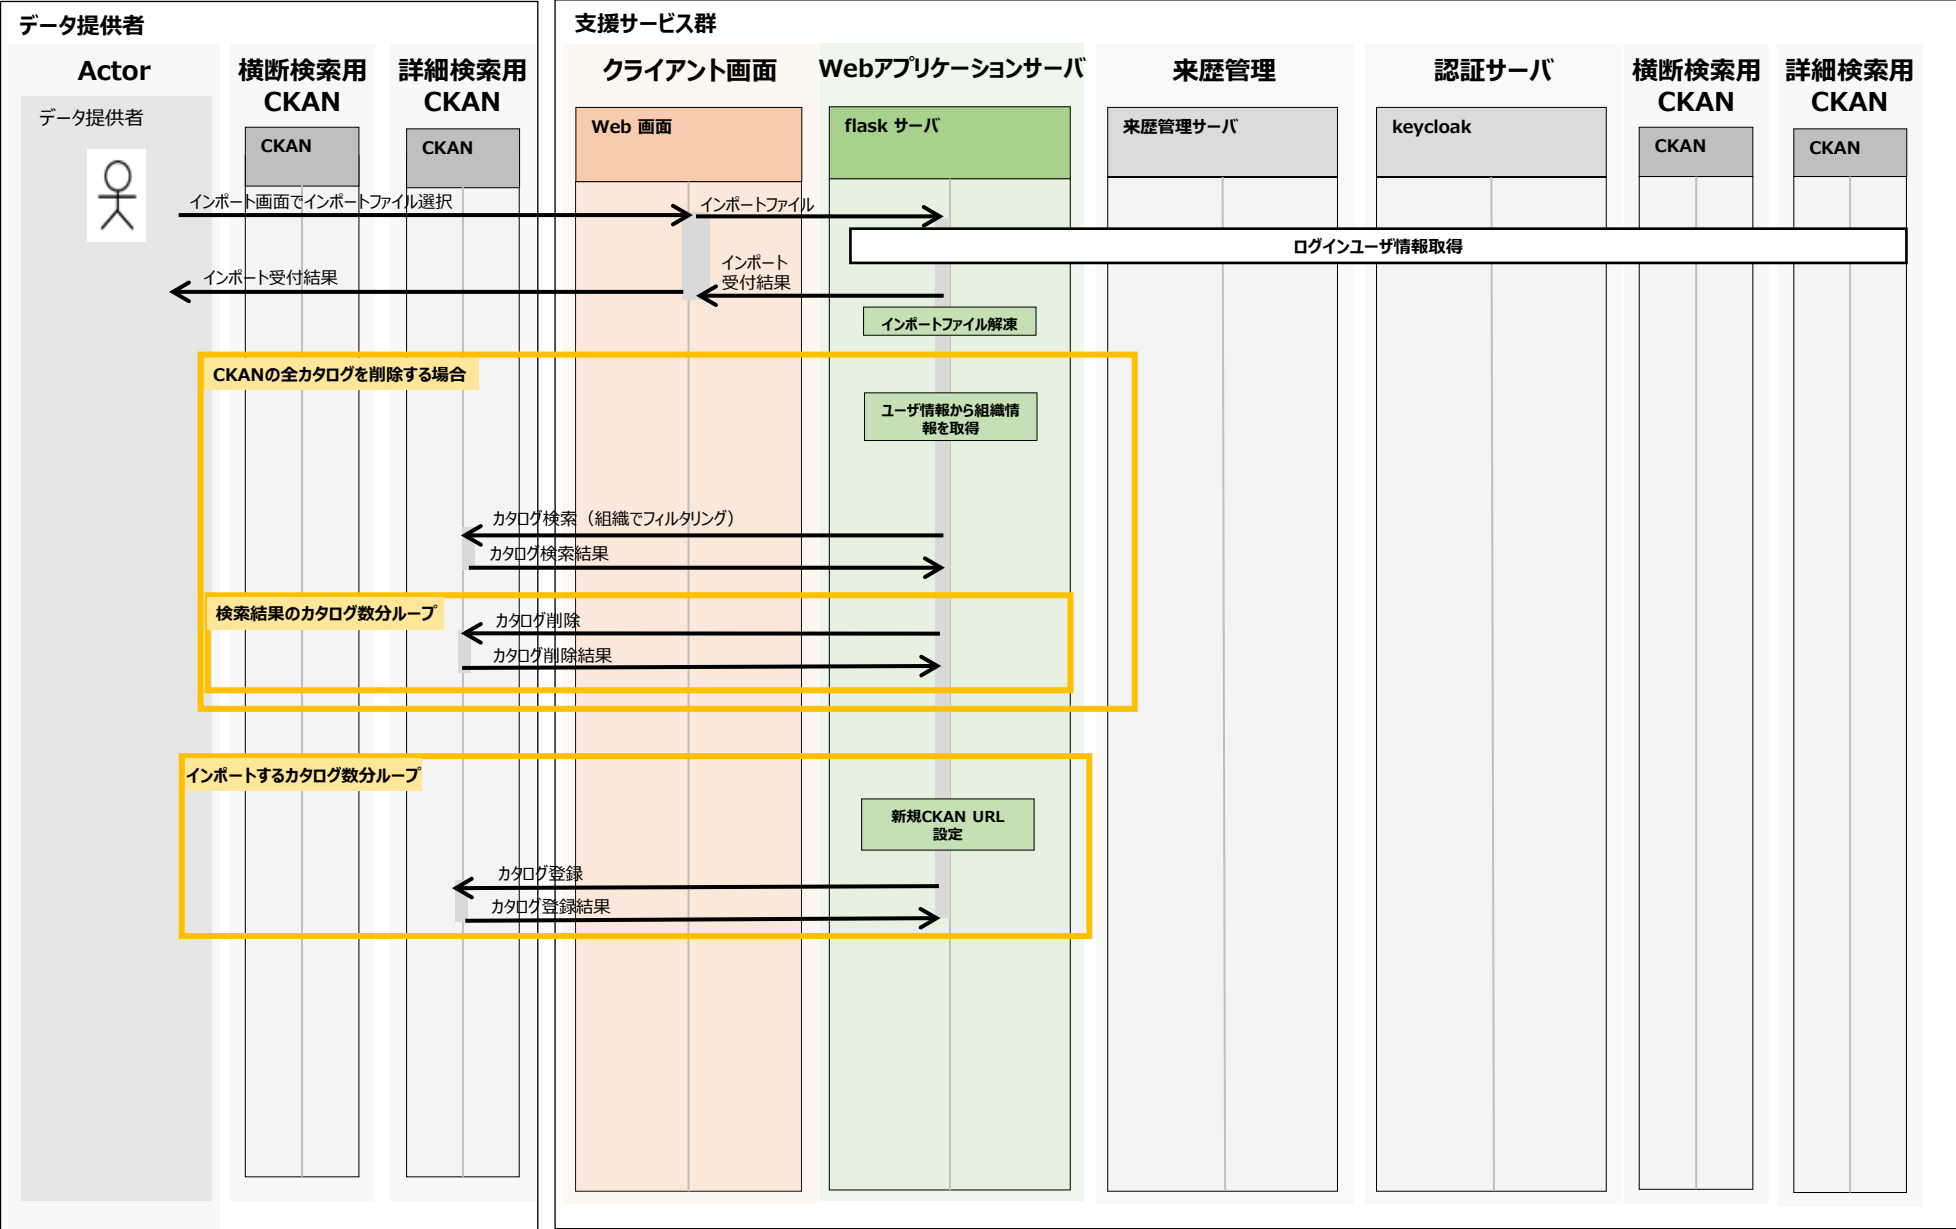 データ提供者
支援サービス群
Actor
横断検索用
CKAN
詳細検索用
CKAN
クライアント画面
Webアプリケーションサーバ
来歴管理
認証サーバ
横断検索用
CKAN
詳細検索用
CKAN
データ提供者
CKAN
CKAN
Web 画面
flask サーバ
来歴管理サーバ
keycloak
CKAN
CKAN
インポート画面でインポートファイル選択
インポートファイル
ログインユーザ情報取得
インポート
受付結果
インポート受付結果
インポートファイル解凍
CKANの全カタログを削除する場合
ユーザ情報から組織情
報を取得
カタログ検索（組織でフィルタリング）
カタログ検索結果
検索結果のカタログ数分ループ
カタログ削除
カタログ削除結果
インポートするカタログ数分ループ
新規CKAN URL
設定
カタログ登録
カタログ登録結果